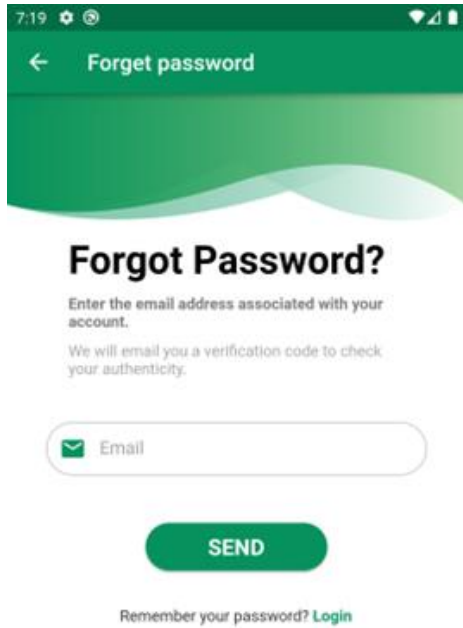 7:19
Forget password
Forgot Password?
Enter the email address associated with your
account.
We will email you a verification code to check
your authenticity.
Email
SEND
Remember your password? Login